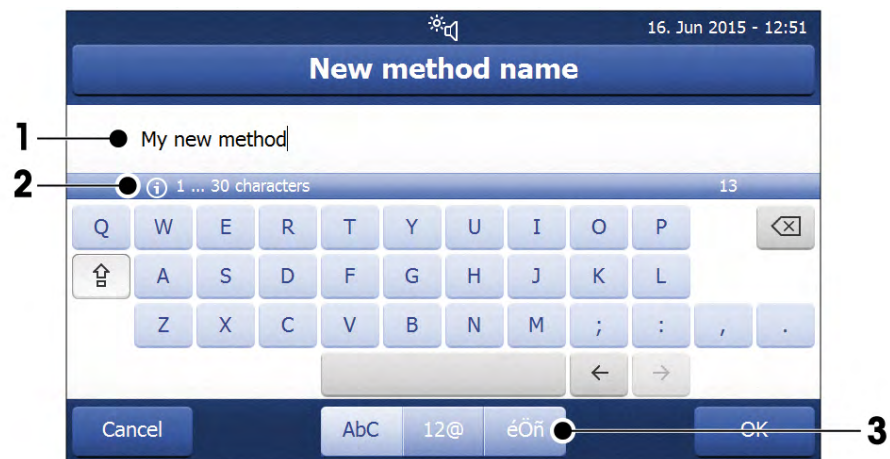 16. Jun 2015 - 12:51
New method name
1 My new method
2 1 ... 30 characters 13
Q W E R T Y U I O P
A S D F G H J K L
Z X C V B N M ; : , .
← →
Cancel AbC 12@ éÖñ OK 3